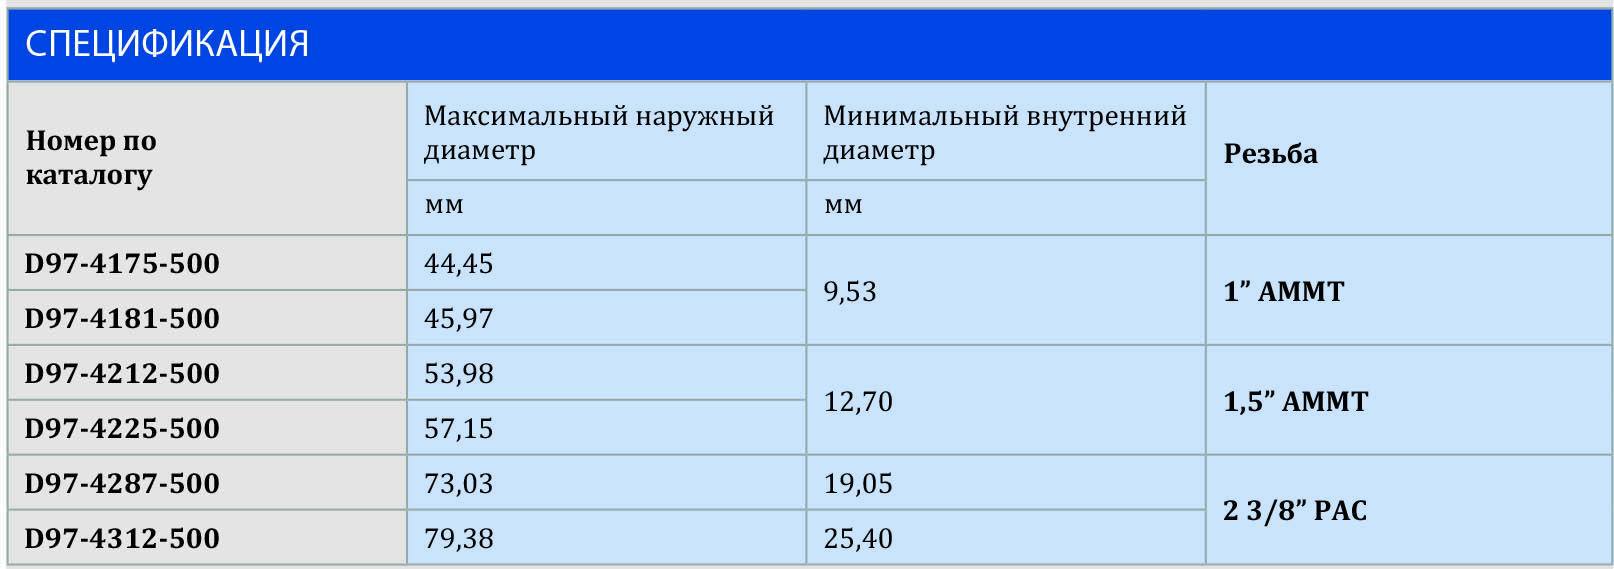 СПЕЦИФИКАЦИЯ
Номер по
каталогу
Максимальный наружный
диаметр
Минимальный внутренний
диаметр
Резьба
мм
мм
D97-4175-500
44,45
9,53
1” АММТ
D97-4181-500
45,97
D97-4212-500
53,98
12,70
1,5” АММТ
D97-4225-500
57,15
D97-4287-500
73,03
19,05
2 3/8” PAC
D97-4312-500
79,38
25,40